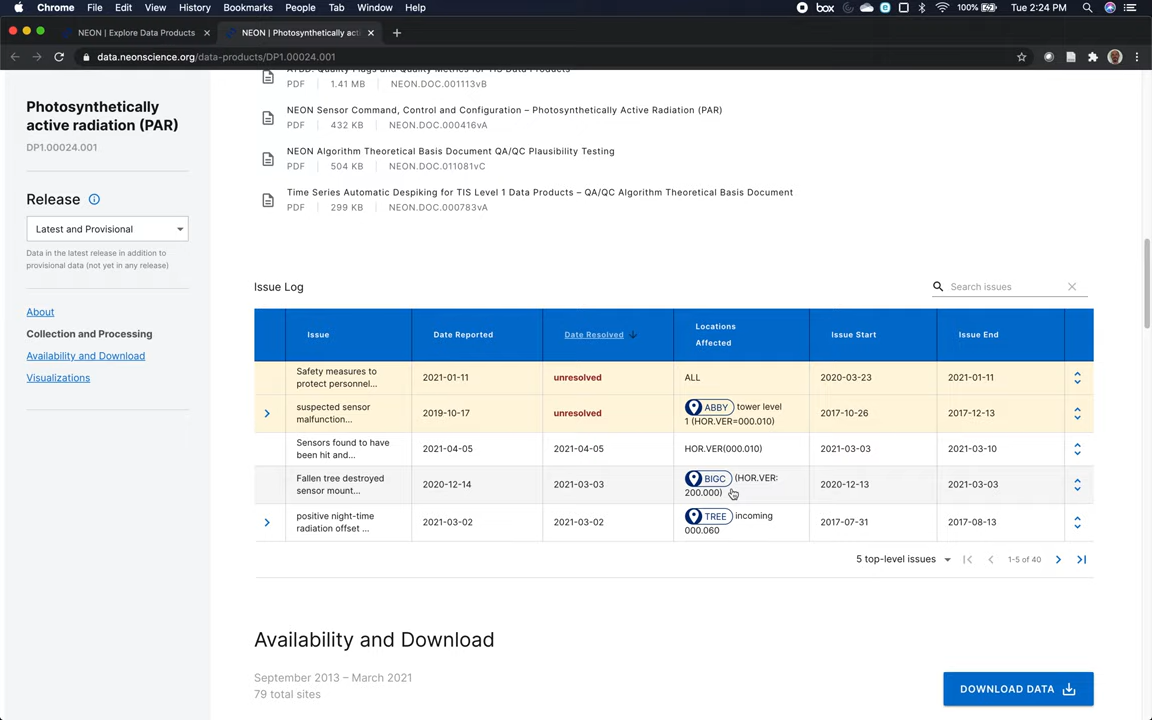 Chrome File Edit View History Bookmarks People Tab Window Help
box 100% Tue 2:24 PM
NEON | Explore Data Products
NEON | Photosynthetically acti
data.neonscience.org/data-products/DP1.00024.001
Photosynthetically
active radiation (PAR)
DP1.00024.001
Release
Latest and Provisional
Data in the latest release in addition to
provisional data (not yet in any release)
About
Collection and Processing
Availability and Download
Visualizations
ATBD: Quality Flags and Quality Metrics for TIS Data Products
PDF 1.41 MB NEON.DOC.001113vB
NEON Sensor Command, Control and Configuration – Photosynthetically Active Radiation (PAR)
PDF 432 KB NEON.DOC.000416vA
NEON Algorithm Theoretical Basis Document QA/QC Plausibility Testing
PDF 504 KB NEON.DOC.011081vC
Time Series Automatic Despiking for TIS Level 1 Data Products – QA/QC Algorithm Theoretical Basis Document
PDF 299 KB NEON.DOC.000783vA
Issue Log
Search issues
Issue Date Reported Date Resolved Locations Affected Issue Start Issue End
Safety measures to
protect personnel...
2021-01-11 unresolved ALL 2020-03-23 2021-01-11
suspected sensor
malfunction...
2019-10-17 unresolved ABBY tower level
1 (HOR.VER=000.010)
2017-10-26 2017-12-13
Sensors found to have
been hit and...
2021-04-05 2021-04-05 HOR.VER(000.010) 2021-03-03 2021-03-10
Fallen tree destroyed
sensor mount...
2020-12-14 2021-03-03 BIGC (HOR.VER:
200.000)
2020-12-13 2021-03-03
positive night-time
radiation offset ...
2021-03-02 2021-03-02 TREE incoming
000.060
2017-07-31 2017-08-13
5 top-level issues 1-5 of 40
Availability and Download
September 2013 – March 2021
79 total sites
DOWNLOAD DATA